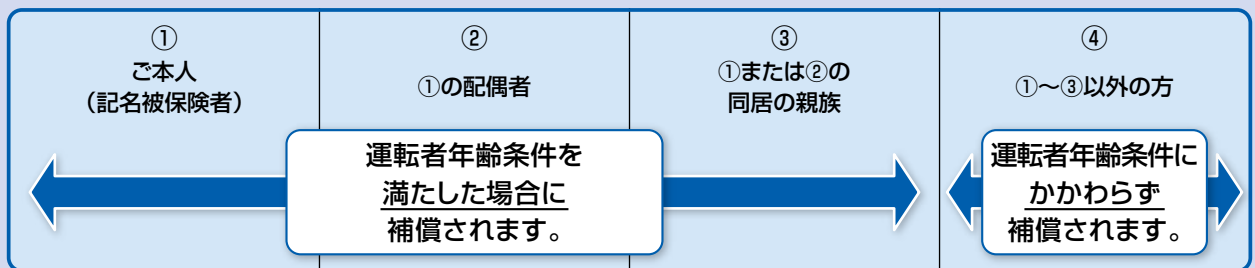 ①
ご本人
（記名被保険者）
②
①の配偶者
③
①または②の
同居の親族
④
①～③以外の方
運転者年齢条件を
満たした場合に
補償されます。
運転者年齢条件に
かかわらず
補償されます。